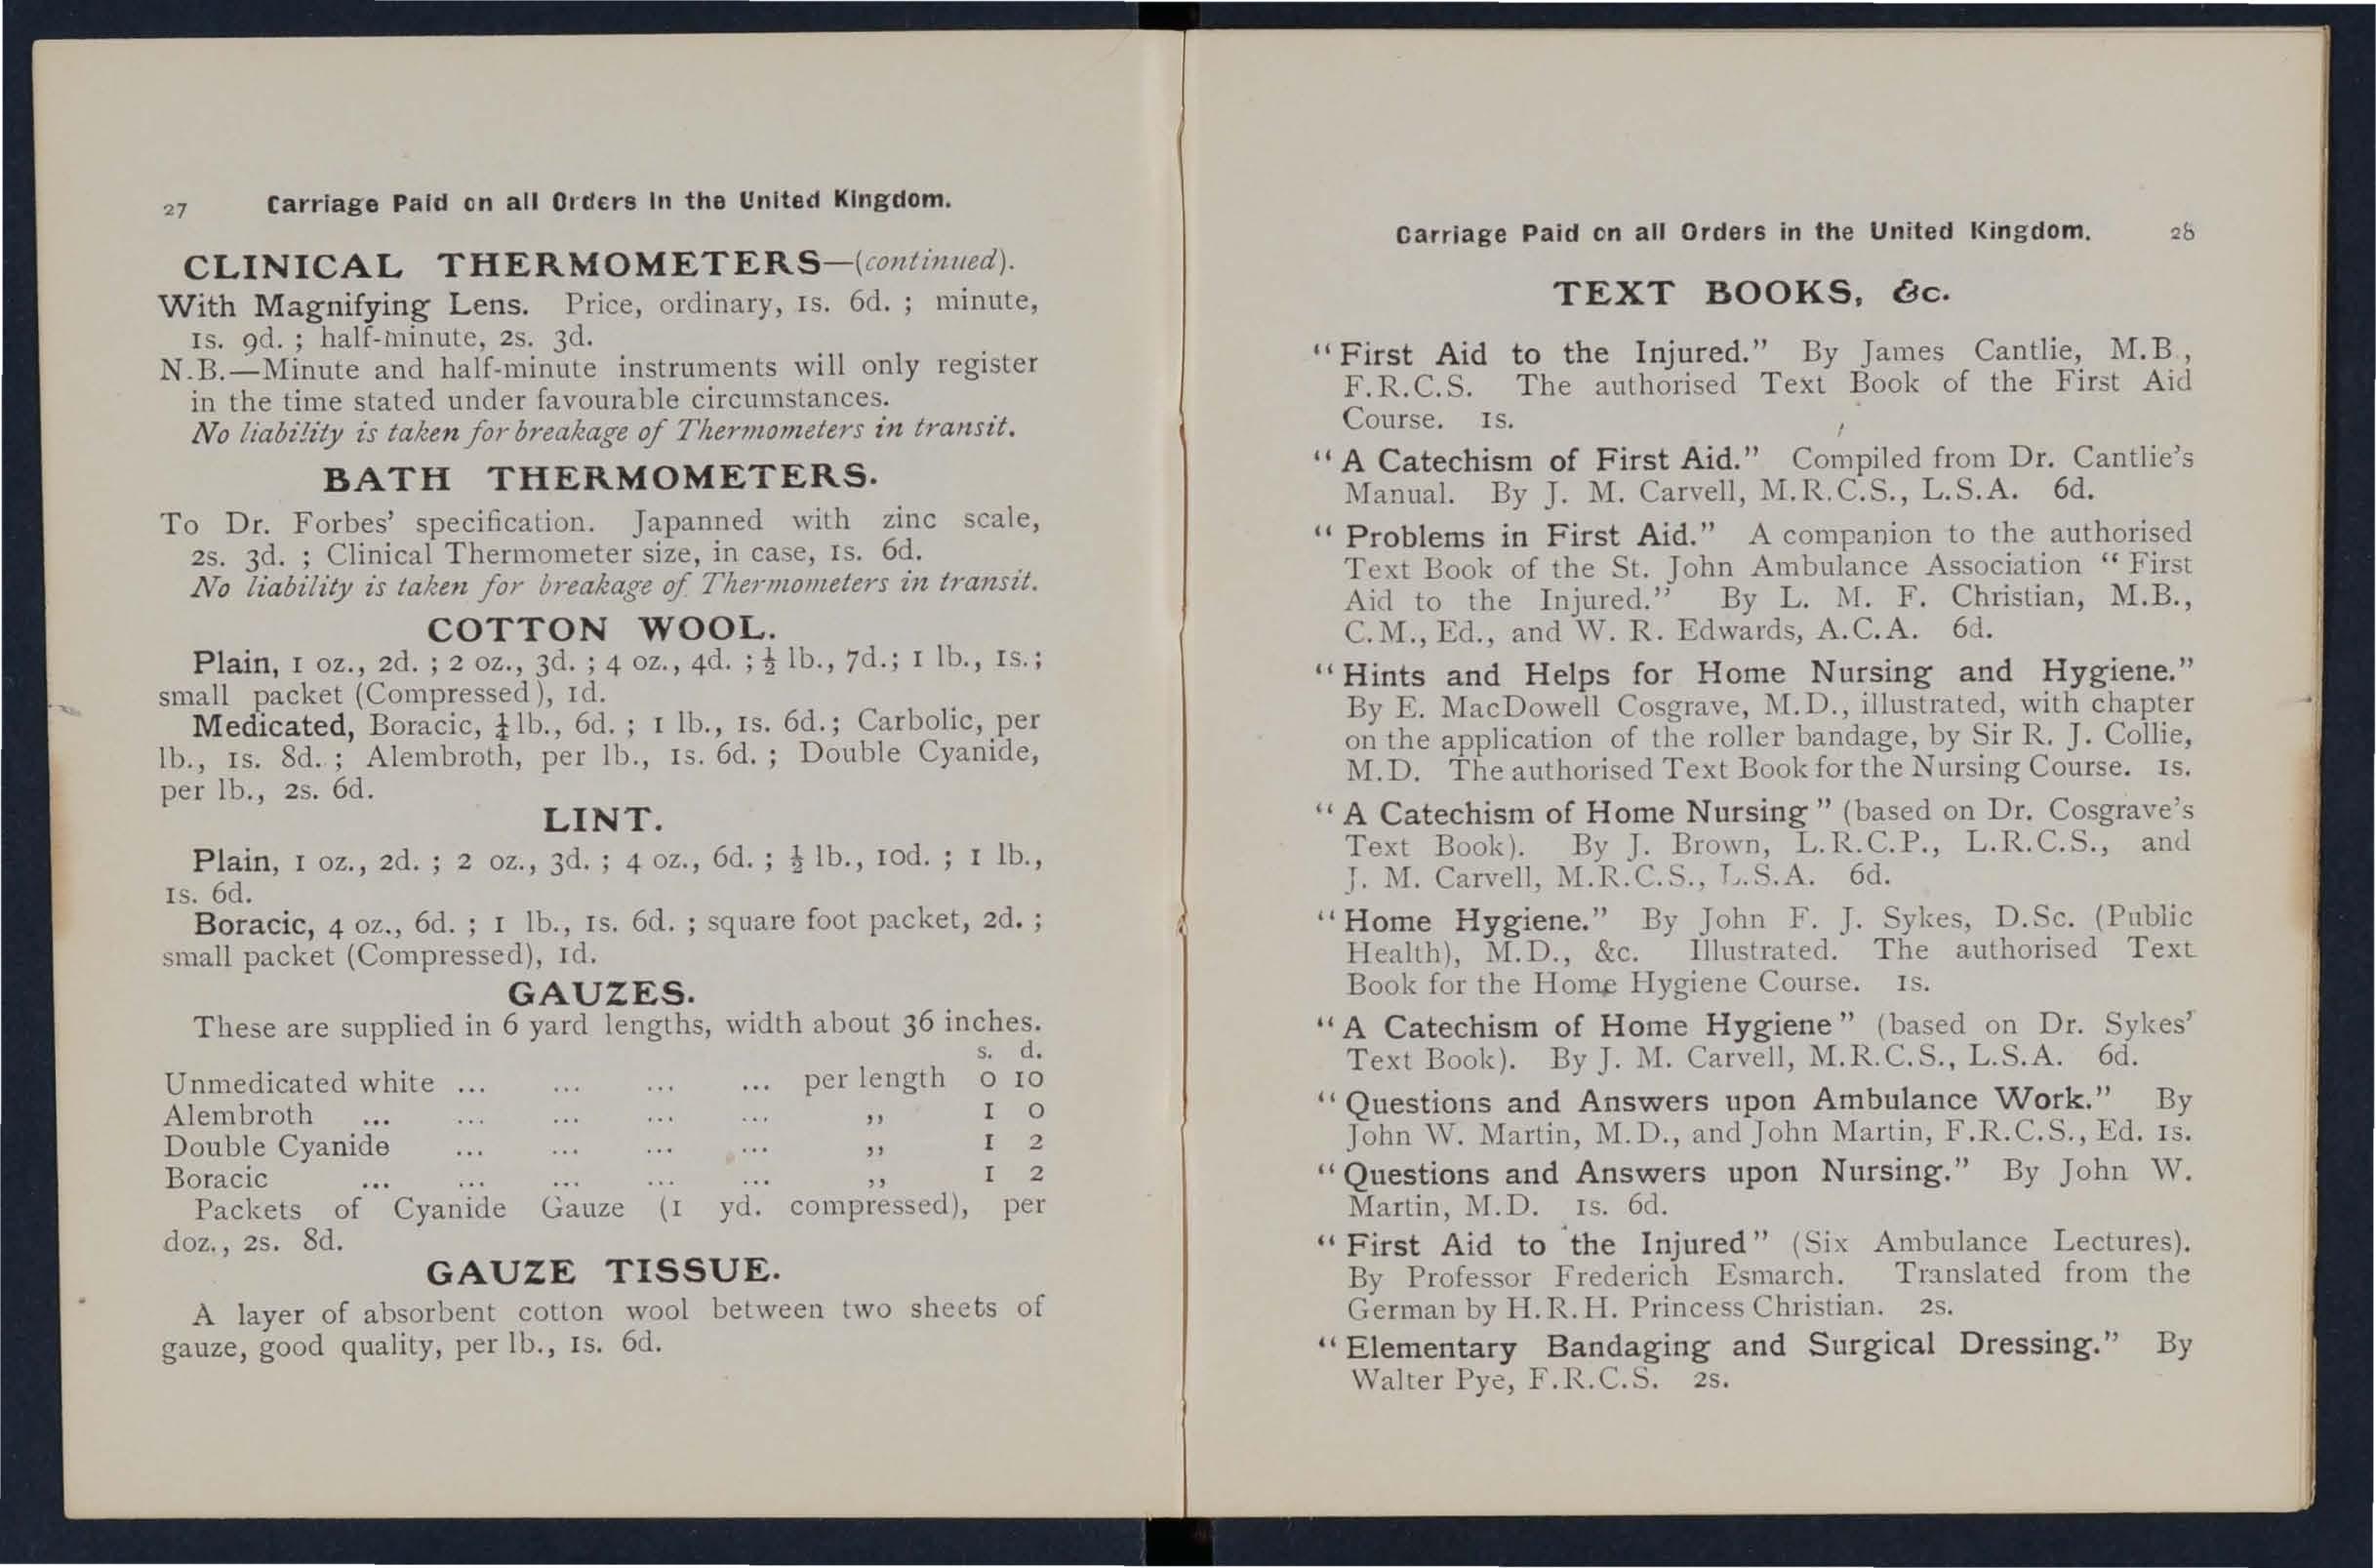 27 Carriage Paid on all Orders in the United Kingdom.
CLINICAL THERMOMETERS—(continued).
With Magnifying Lens. Price, ordinary, 1s. 6d. ; minute,
1s. 9d. ; half-minute, 2s. 3d.
N.B.—Minute and half-minute instruments will only register
in the time stated under favourable circumstances.
No liability is taken for breakage of Thermometers in transit.
BATH THERMOMETERS.
To Dr. Forbes' specification. Japanned with zinc scale,
2s. 3d. ; Clinical Thermometer size, in case, 1s. 6d.
No liability is taken for breakage of Thermometers in transit.
COTTON WOOL.
Plain, 1 oz., 2d. ; 2 oz., 3d. ; 4 oz., 4d. ; ½ lb., 7d.; 1 lb., 1s.;
small packet (Compressed), 1d.
Medicated, Boracic, ¼ lb., 6d. ; 1 lb., 1s. 6d.; Carbolic, per
lb., 1s. 8d. ; Alembroth, per lb., 1s. 6d. ; Double Cyanide,
per lb., 2s. 6d.
LINT.
Plain, 1 oz., 2d. ; 2 oz., 3d. ; 4 oz., 6d. ; ½ lb., 10d. ; 1 lb.,
1s. 6d.
Boracic, 4 oz., 6d. ; 1 lb., 1s. 6d. ; square foot packet, 2d. ;
small packet (Compressed), 1d.
GAUZES.
These are supplied in 6 yard lengths, width about 36 inches.
s. d.
Unmedicated white ... ... ... ... per length 0 10
Alembroth ... ... ... ... ... ,, 1 0
Double Cyanide ... ... ... ... ,, 1 2
Boracic ... ... ... ... ... ,, 1 2
Packets of Cyanide Gauze (1 yd. compressed), per
doz., 2s. 8d.
GAUZE TISSUE.
A layer of absorbent cotton wool between two sheets of
gauze, good quality, per lb., 1s. 6d.
Carriage Paid on all Orders in the United Kingdom. 28
TEXT BOOKS, &c.
"First Aid to the Injured." By James Cantlie, M.B.,
F.R.C.S. The authorised Text Book of the First Aid
Course. 1s.
"A Catechism of First Aid." Compiled from Dr. Cantlie's
Manual. By J. M. Carvell, M.R.C.S., L.S.A. 6d.
"Problems in First Aid." A companion to the authorised
Text Book of the St. John Ambulance Association "First
Aid to the Injured." By L. M. F. Christian, M.B.,
C.M., Ed., and W. R. Edwards, A.C.A. 6d.
"Hints and Helps for Home Nursing and Hygiene."
By E. MacDowell Cosgrave, M.D., illustrated, with chapter
on the application of the roller bandage, by Sir R. J. Collie,
M.D. The authorised Text Book for the Nursing Course. 1s.
"A Catechism of Home Nursing" (based on Dr. Cosgrave's
Text Book). By J. Brown, L.R.C.P., L.R.C.S., and
J. M. Carvell, M.R.C.S., L.S.A. 6d.
"Home Hygiene." By John F. J. Sykes, D.Sc. (Public
Health), M.D., &c. Illustrated. The authorised Text
Book for the Home Hygiene Course. 1s.
"A Catechism of Home Hygiene" (based on Dr. Sykes'
Text Book). By J. M. Carvell, M.R.C.S., L.S.A. 6d.
"Questions and Answers upon Ambulance Work." By
John W. Martin, M.D., and John Martin, F.R.C.S., Ed. 1s.
"Questions and Answers upon Nursing." By John W.
Martin, M.D. 1s. 6d.
"First Aid to the Injured" (Six Ambulance Lectures).
By Professor Frederich Esmarch. Translated from the
German by H.R.H. Princess Christian. 2s.
"Elementary Bandaging and Surgical Dressing." By
Walter Pye, F.R.C.S. 2s.